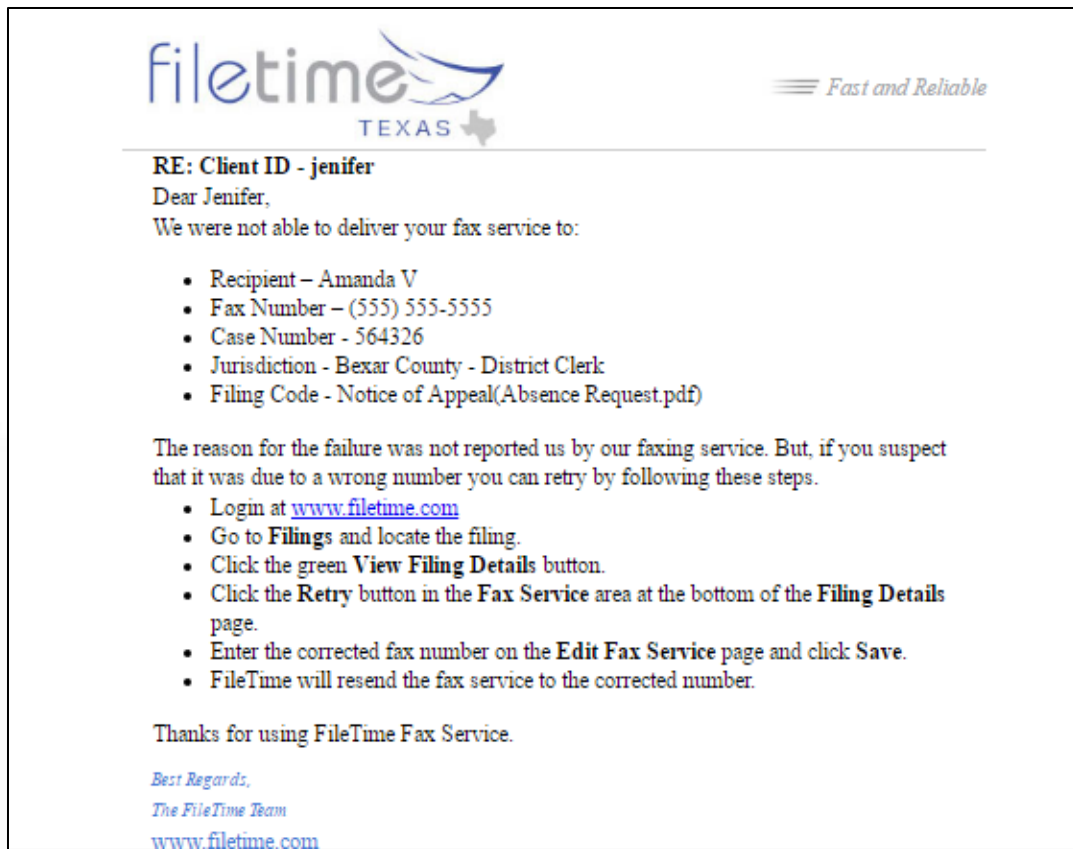 filetime
TEXAS
Fast and Reliable
RE: Client ID - jenifer
Dear Jenifer,
We were not able to deliver your fax service to:
• Recipient – Amanda V
• Fax Number – (555) 555-5555
• Case Number - 564326
• Jurisdiction - Bexar County - District Clerk
• Filing Code - Notice of Appeal(Absence Request.pdf)
The reason for the failure was not reported us by our faxing service. But, if you suspect
that it was due to a wrong number you can retry by following these steps.
• Login at www.filetime.com
• Go to Filings and locate the filing.
• Click the green View Filing Details button.
• Click the Retry button in the Fax Service area at the bottom of the Filing Details
page.
• Enter the corrected fax number on the Edit Fax Service page and click Save.
• FileTime will resend the fax service to the corrected number.
Thanks for using FileTime Fax Service.
Best Regards,
The FileTime Team
www.filetime.com